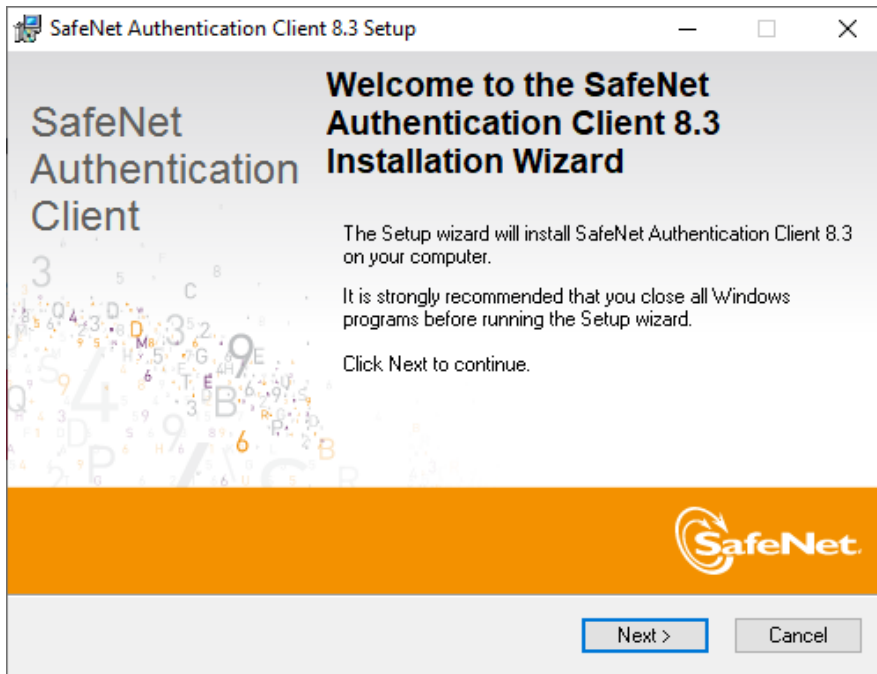 SafeNet Authentication Client 8.3 Setup
SafeNet
Authentication
Client
Welcome to the SafeNet
Authentication Client 8.3
Installation Wizard
The Setup wizard will install SafeNet Authentication Client 8.3
on your computer.
It is strongly recommended that you close all Windows
programs before running the Setup wizard.
Click Next to continue.
SafeNet.
Next >
Cancel